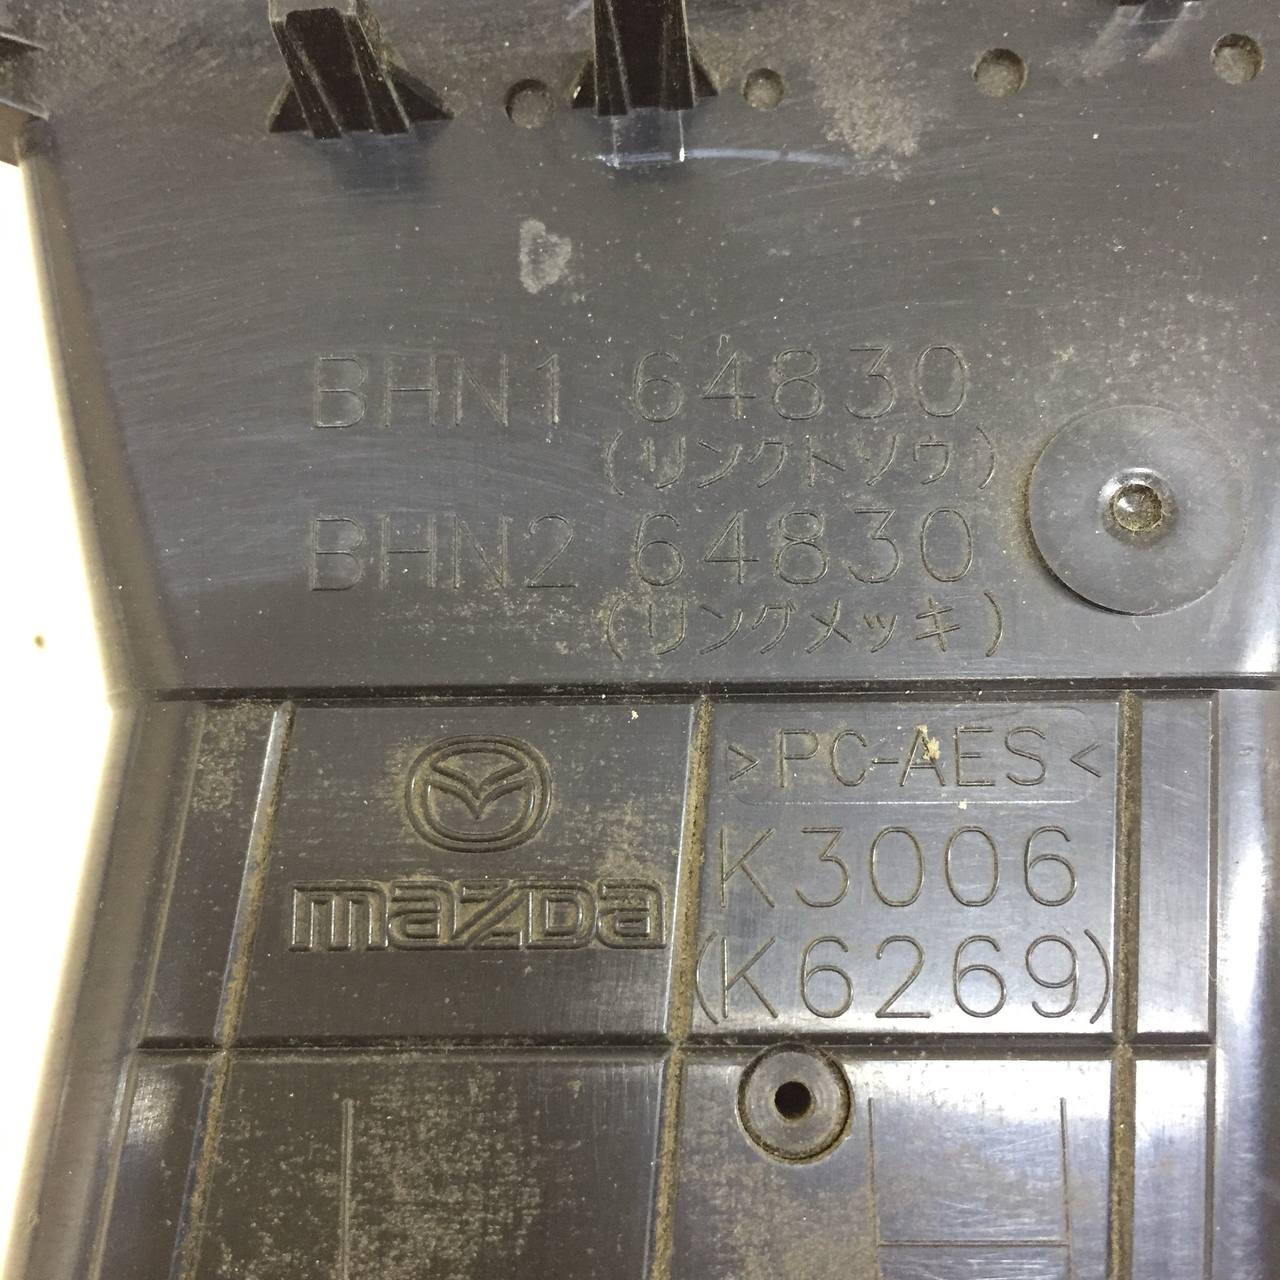 BHN1 64830
(リングトソウ)
BHN2 64830
(リングメッキ)
mazda
>PC-AES<
K3006
(K6269)